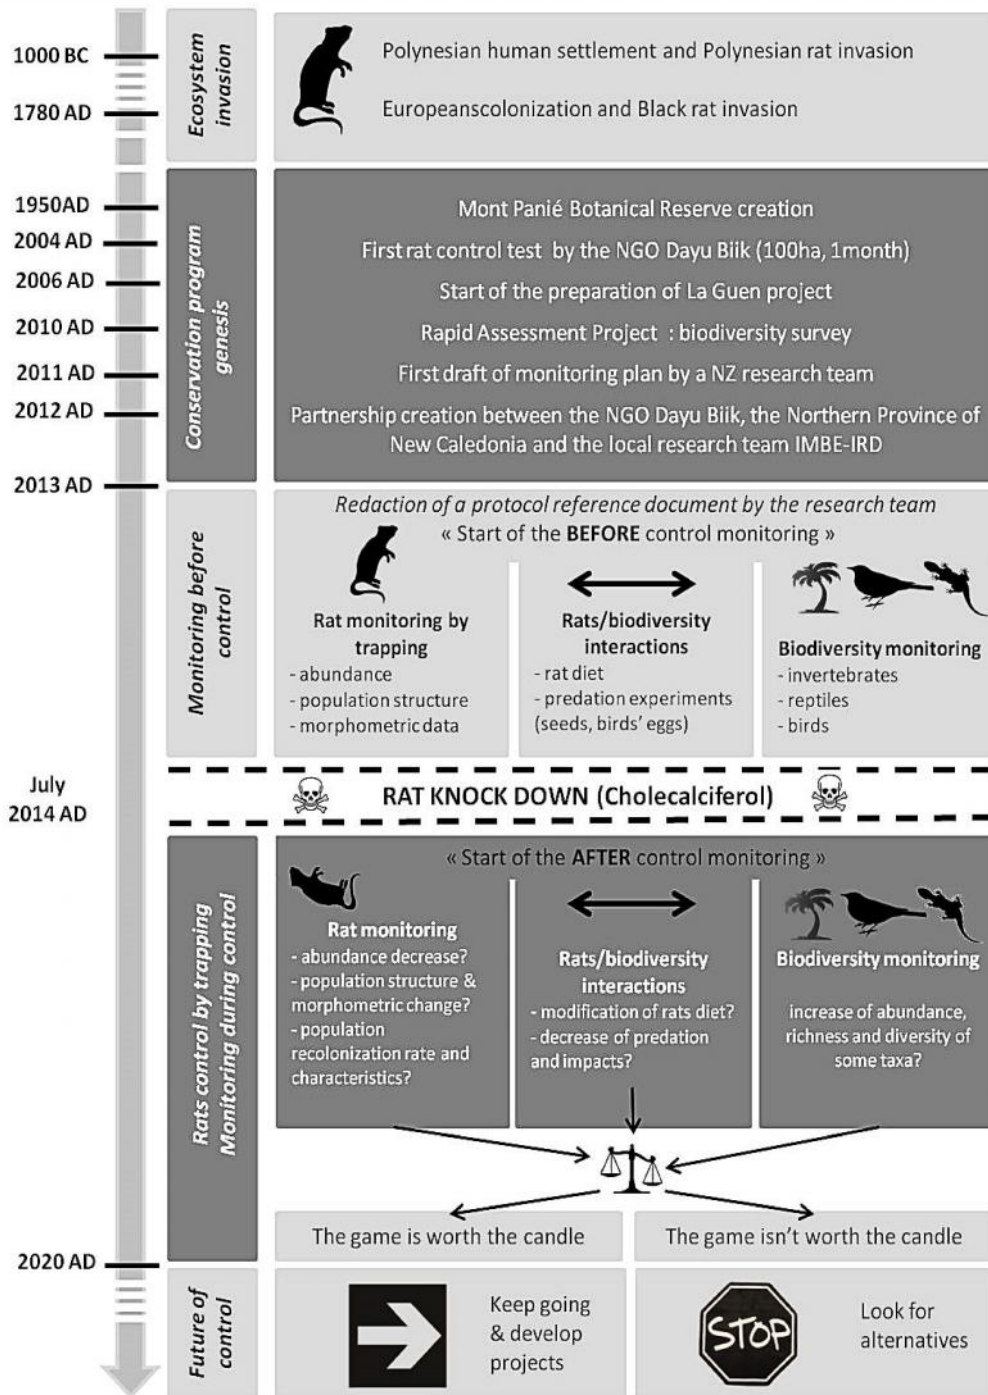 1000 BC
1780 AD
Ecosystem
invasion
Polynesian human settlement and Polynesian rat invasion
Europeanscolonization and Black rat invasion
1950AD
2004 AD
2006 AD
2010 AD
2011 AD
2012 AD
2013 AD
Conservation program
genesis
Mont Panié Botanical Reserve creation
First rat control test by the NGO Dayu Biik (100ha, 1month)
Start of the preparation of La Guen project
Rapid Assessment Project : biodiversity survey
First draft of monitoring plan by a NZ research team
Partnership creation between the NGO Dayu Biik, the Northern Province of
New Caledonia and the local research team IMBE-IRD
Monitoring before
control
Redaction of a protocol reference document by the research team
« Start of the BEFORE control monitoring »
Rat monitoring by
trapping
- abundance
- population structure
- morphometric data
Rats/biodiversity
interactions
- rat diet
- predation experiments
(seeds, birds' eggs)
Biodiversity monitoring
- invertebrates
- reptiles
- birds
July
2014 AD
RAT KNOCK DOWN (Cholecalciferol)
Rats control by trapping
Monitoring during control
« Start of the AFTER control monitoring »
Rat monitoring
- abundance decrease?
- population structure &
morphometric change?
- population
recolonization rate and
characteristics?
Rats/biodiversity
interactions
- modification of rats diet?
- decrease of predation
and impacts?
Biodiversity monitoring
increase of abundance,
richness and diversity of
some taxa?
The game is worth the candle
The game isn't worth the candle
2020 AD
Future of
control
Keep going
& develop
projects
STOP
Look for
alternatives